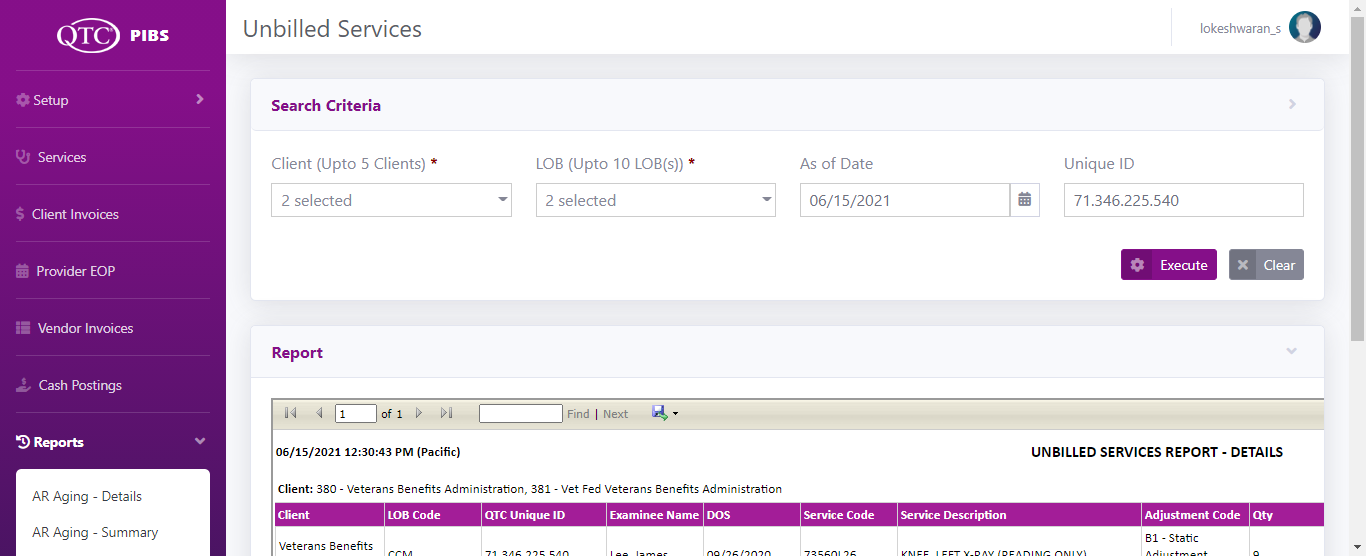 QTC PIBS
Unbilled Services
lokeshwaran_s
Setup
Services
Client Invoices
Provider EOP
Vendor Invoices
Cash Postings
Reports
AR Aging - Details
AR Aging - Summary
Search Criteria
Client (Upto 5 Clients) *
LOB (Upto 10 LOB(s)) *
As of Date
Unique ID
2 selected
2 selected
06/15/2021
71.346.225.540
Execute
Clear
Report
1 of 1
Find | Next
06/15/2021 12:30:43 PM (Pacific)
UNBILLED SERVICES REPORT - DETAILS
Client: 380 - Veterans Benefits Administration, 381 - Vet Fed Veterans Benefits Administration
Client LOB Code QTC Unique ID Examinee Name DOS Service Code Service Description Adjustment Code Qty
Veterans Benefits CCM 71.346.225.540 Lee, James 09/26/2020 73560L26 KNEE, LEFT X-RAY (READING ONLY) B1 - Static Adjustment 9